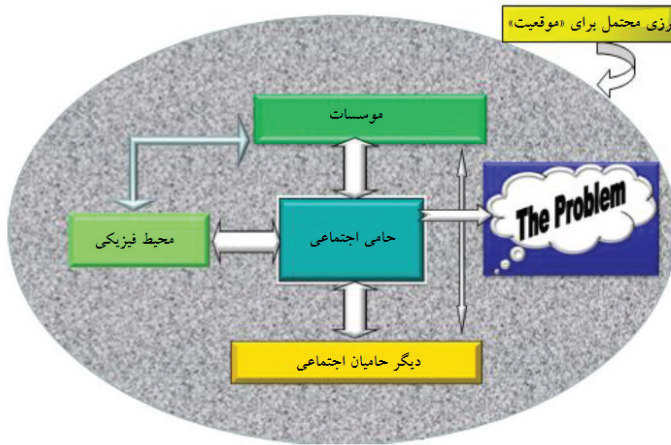 رزی محتمل برای «موقعیت»
موسسات
The Problem
محیط فیزیکی
حامی اجتماعی
دیگر حامیان اجتماعی